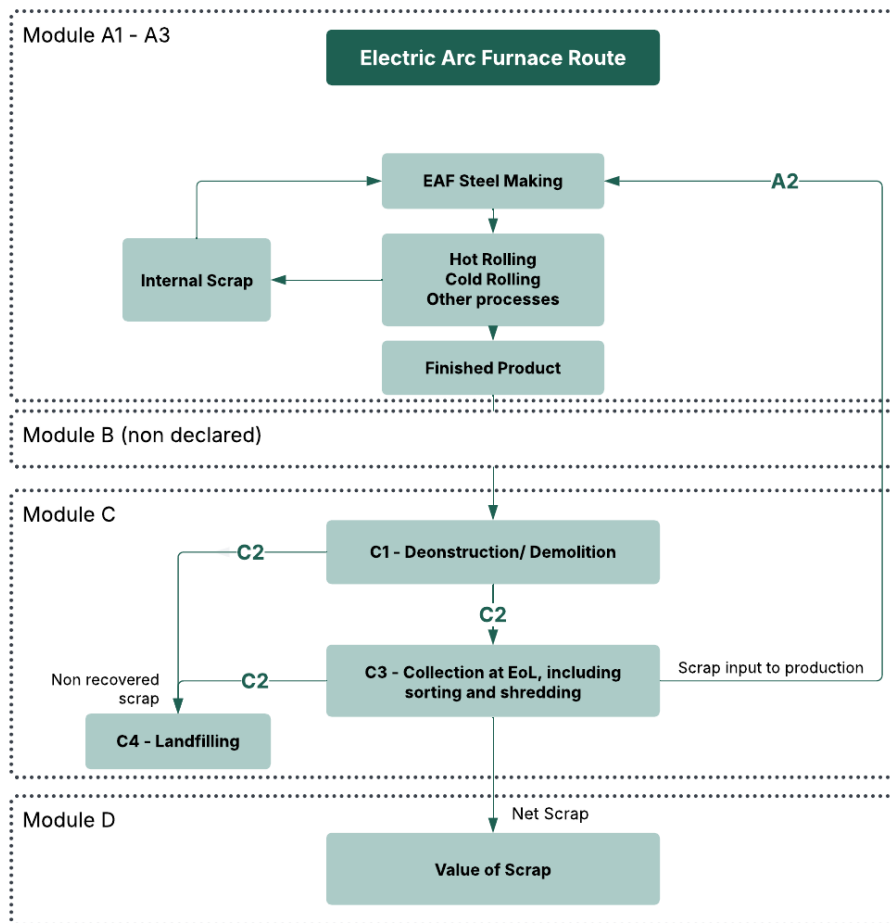 Module A1 - A3
Electric Arc Furnace Route
EAF Steel Making
A2
Internal Scrap
Hot Rolling
Cold Rolling
Other processes
Finished Product
Module B (non declared)
Module C
C1 - Deonstruction/ Demolition
C2
C2
C3 - Collection at EoL, including
sorting and shredding
Scrap input to production
C2
Non recovered
scrap
C4 - Landfilling
Module D
Net Scrap
Value of Scrap